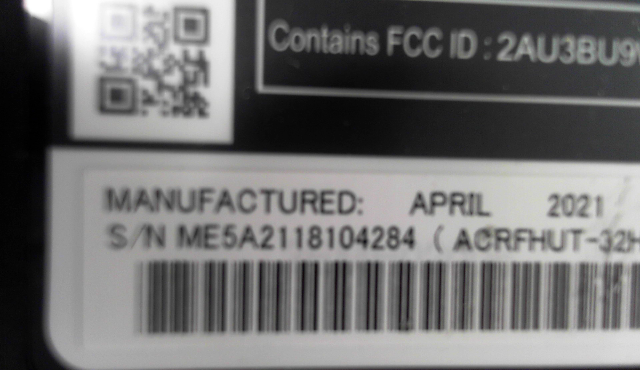 Contains FCC ID : 2AU3BU9
MANUFACTURED: APRIL 2021
S/N ME5A2118104284 ( ACRFHUT-32H